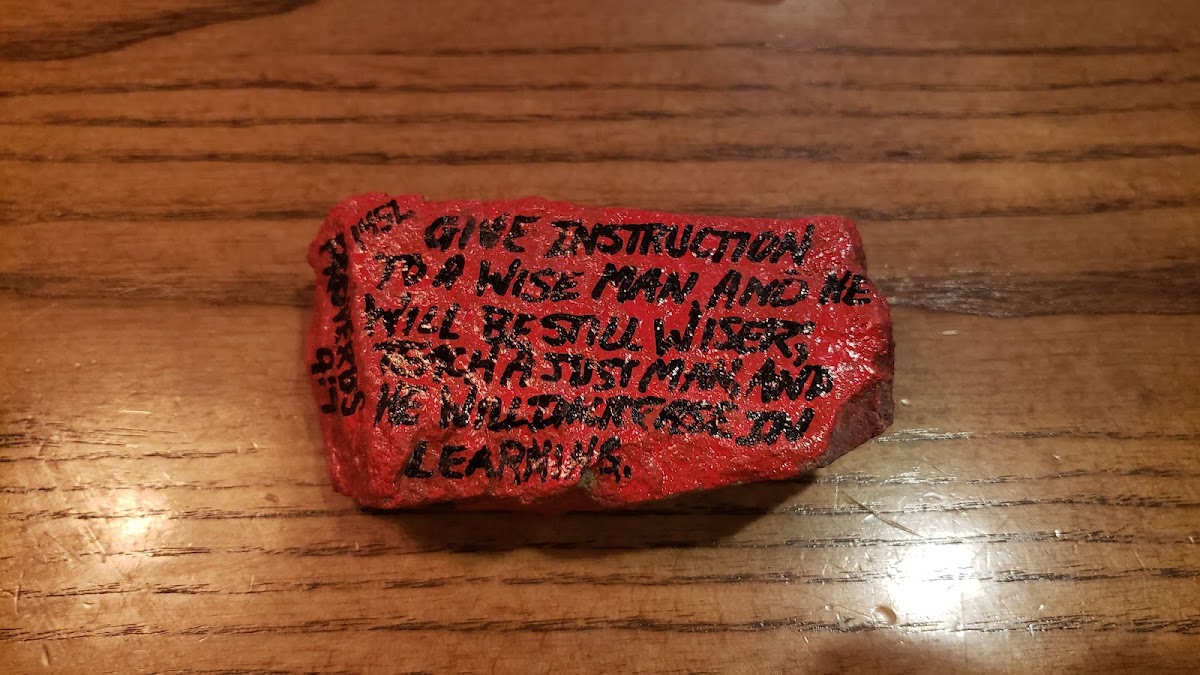 GIVE INSTRUCTION
TO A WISE MAN AND HE
WILL BE STILL WISER;
TEACH A JUST MAN AND
HE WILL INCREASE IN
LEARNING.
PROVERBS
9:9